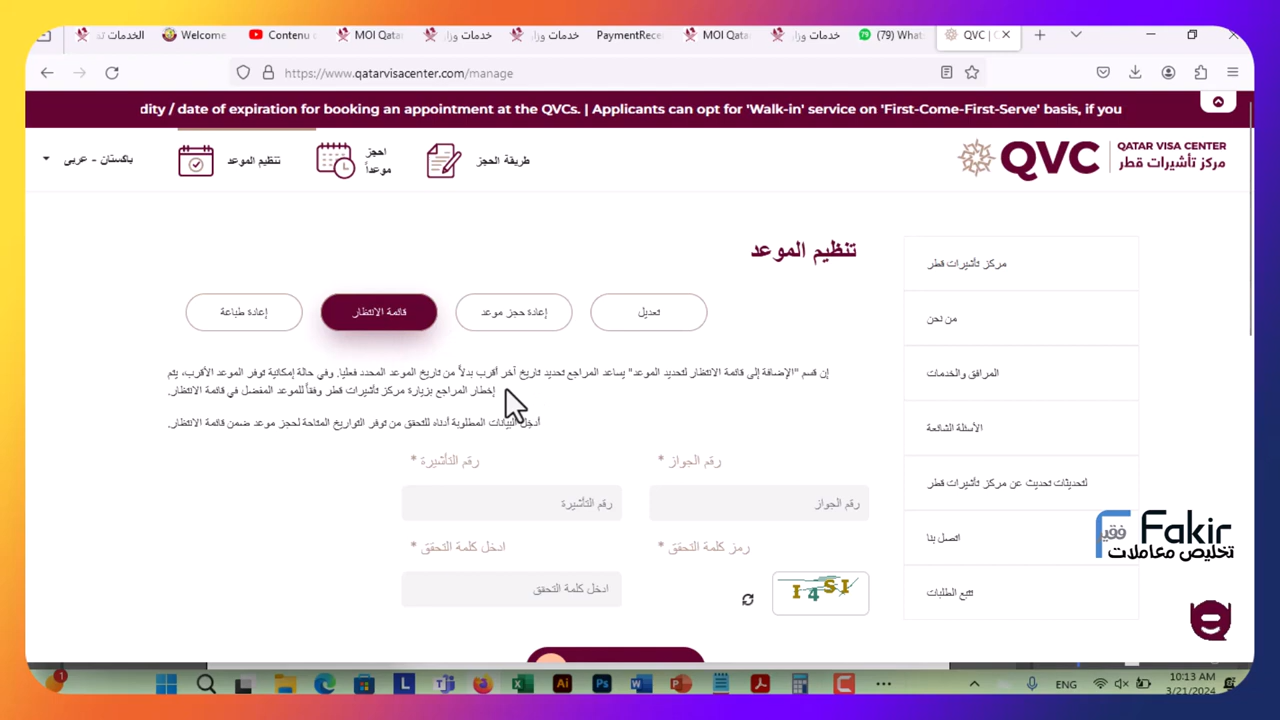 الخدمات
Welcome
Contenu
MOI Qata
خدمات وزار
خدمات وزار
PaymentRece
MOI Qata
خدمات وزار
(79) What
QVC | C
https://www.qatarvisacenter.com/manage
dity / date of expiration for booking an appointment at the QVCs. | Applicants can opt for 'Walk-in' service on 'First-Come-First-Serve' basis, if you
QVC
QATAR VISA CENTER
مركز تأشيرات قطر
طريقة الحجز
احجز
موعداً
تنظيم الموعد
باكستان - عربى
تنظيم الموعد
تعديل
إعادة حجز موعد
قائمة الانتظار
إعادة طباعة
إن قسم "الإضافة إلى قائمة الانتظار لتحديد الموعد" يساعد المراجع تحديد تاريخ آخر أقرب بدلاً من تاريخ الموعد المحدد فعليا. وفي حالة إمكانية توفر الموعد الأقرب، يتم
إخطار المراجع بزيارة مركز تأشيرات قطر وفقاً للموعد المفضل في قائمة الانتظار.
أدخل البيانات المطلوبة أدناه للتحقق من توفر التواريخ المتاحة لحجز موعد ضمن قائمة الانتظار.
رقم الجواز *
رقم التأشيرة *
رقم الجواز
رقم التأشيرة
رمز كلمة التحقق *
ادخل كلمة التحقق *
I4SI
ادخل كلمة التحقق
مركز تأشيرات قطر
من نحن
المرافق والخدمات
الأسئلة الشائعة
لتحديثات تحديث عن مركز تأشيرات قطر
اتصل بنا
تتبع الطلبات
فقير
Fakir
تخليص معاملات
1
ENG
10:13 AM
3/21/2024